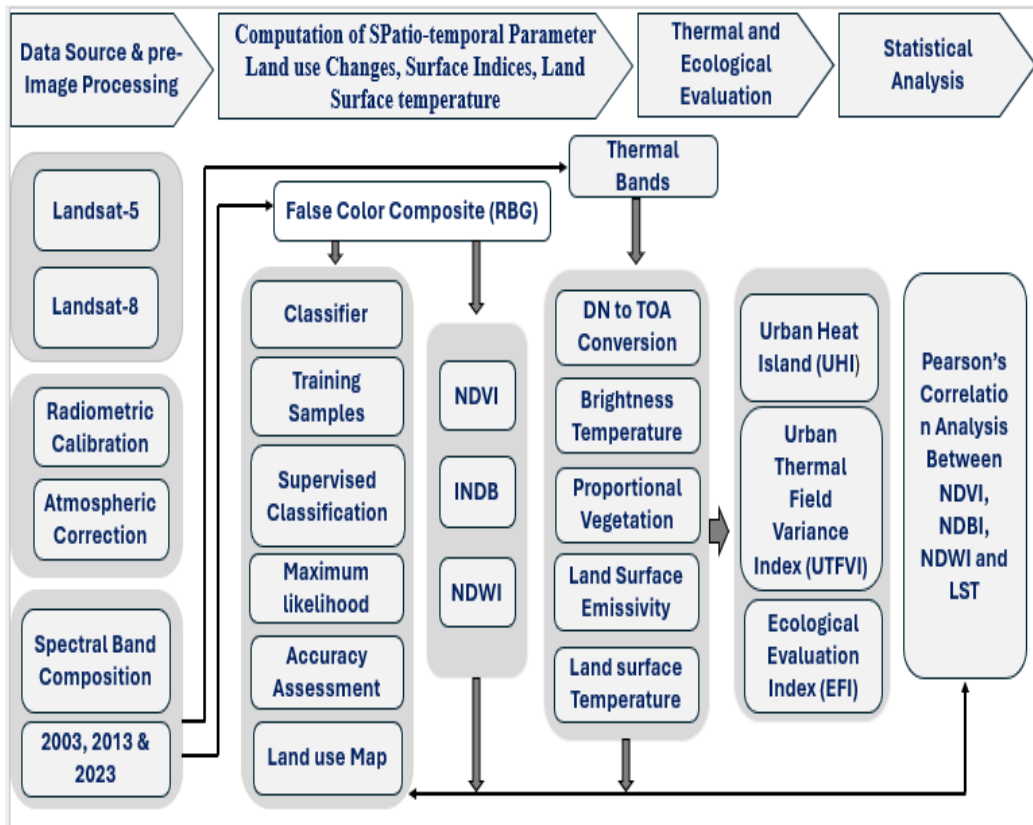 Data Source & pre-
Image Processing
Computation of SPatio-temporal Parameter
Land use Changes, Surface Indices, Land
Surface temperature
Thermal and
Ecological
Evaluation
Statistical
Analysis
Landsat-5
Landsat-8
Radiometric
Calibration
Atmospheric
Correction
Spectral Band
Composition
2003, 2013 &
2023
False Color Composite (RBG)
Thermal
Bands
Classifier
Training
Samples
Supervised
Classification
Maximum
likelihood
Accuracy
Assessment
Land use Map
NDVI
INDB
NDWI
DN to TOA
Conversion
Brightness
Temperature
Proportional
Vegetation
Land Surface
Emissivity
Land surface
Temperature
Urban Heat
Island (UHI)
Urban
Thermal
Field
Variance
Index (UTFVI)
Ecological
Evaluation
Index (EFI)
Pearson's
Correlatio
n Analysis
Between
NDVI,
NDBI,
NDWI and
LST